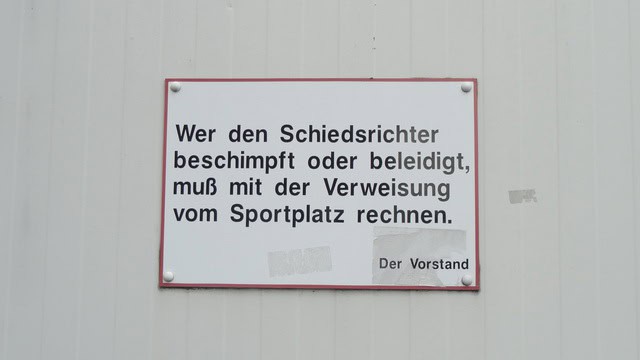 Wer den Schiedsrichter
beschimpft oder beleidigt,
muß mit der Verweisung
vom Sportplatz rechnen.
Der Vorstand